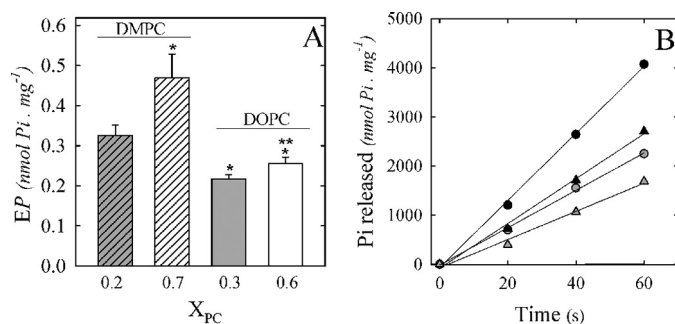 A
DMPC
DOPC
*
*
**
*
EP (nmol Pi . mg⁻¹)
0.6
0.5
0.4
0.3
0.2
0.1
0.0
0.2 0.7 0.3 0.6
X_PC
B
Pi released (nmol Pi . mg⁻¹)
5000
4000
3000
2000
1000
0
0 20 40 60
Time (s)